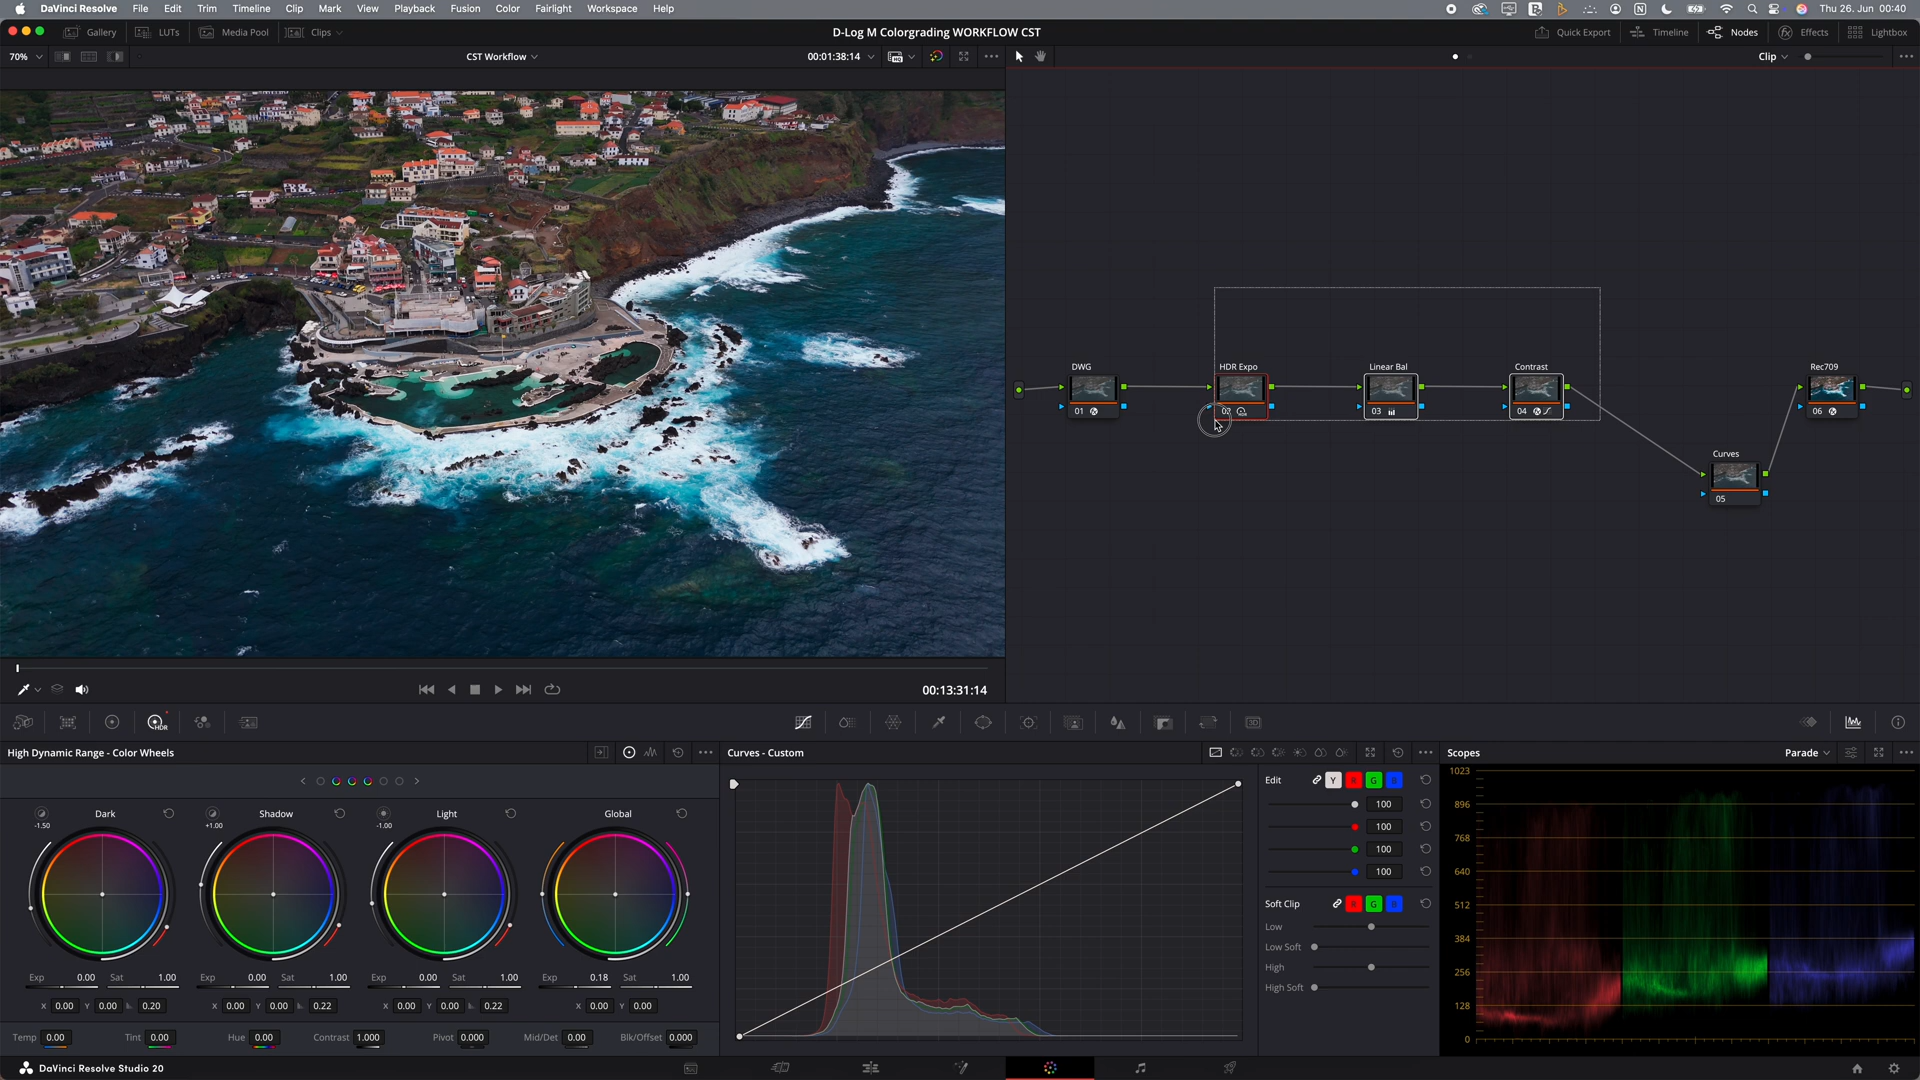 DaVinci Resolve File Edit Trim Timeline Clip Mark View Playback Fusion Color Fairlight Workspace Help Thu 26. Jun 00:40
Gallery LUTs Media Pool Clips D-Log M Colorgrading WORKFLOW CST Quick Export Timeline Nodes Effects Lightbox
70% CST Workflow 00:01:38:14 Clip
DWG HDR Expo Linear Bal Contrast Rec709
01 02 03 04 06
Curves
05
00:13:31:14
High Dynamic Range - Color Wheels Curves - Custom Scopes Parade
Dark Shadow Light Global
-1.50 +1.00 -1.00
Exp 0.00 Sat 1.00 Exp 0.00 Sat 1.00 Exp 0.00 Sat 1.00 Exp 0.18 Sat 1.00
X 0.00 Y 0.00 0.20 X 0.00 Y 0.00 0.22 X 0.00 Y 0.00 0.22 X 0.00 Y 0.00
Temp 0.00 Tint 0.00 Hue 0.00 Contrast 1.000 Pivot 0.000 Mid/Det 0.00 Blk/Offset 0.000
Edit Y R G B
100
100
100
100
Soft Clip R G B
Low
Low Soft
High
High Soft
1023
896
768
640
512
384
256
128
0
DaVinci Resolve Studio 20